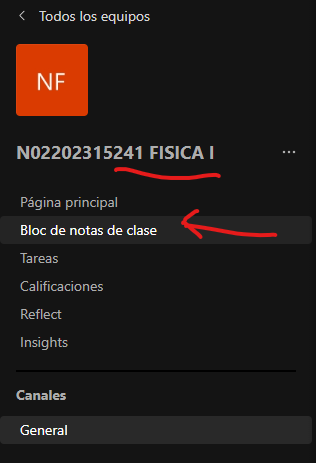 Todos los equipos
NF
N02202315241 FISICA I
Página principal
Bloc de notas de clase
Tareas
Calificaciones
Reflect
Insights
Canales
General